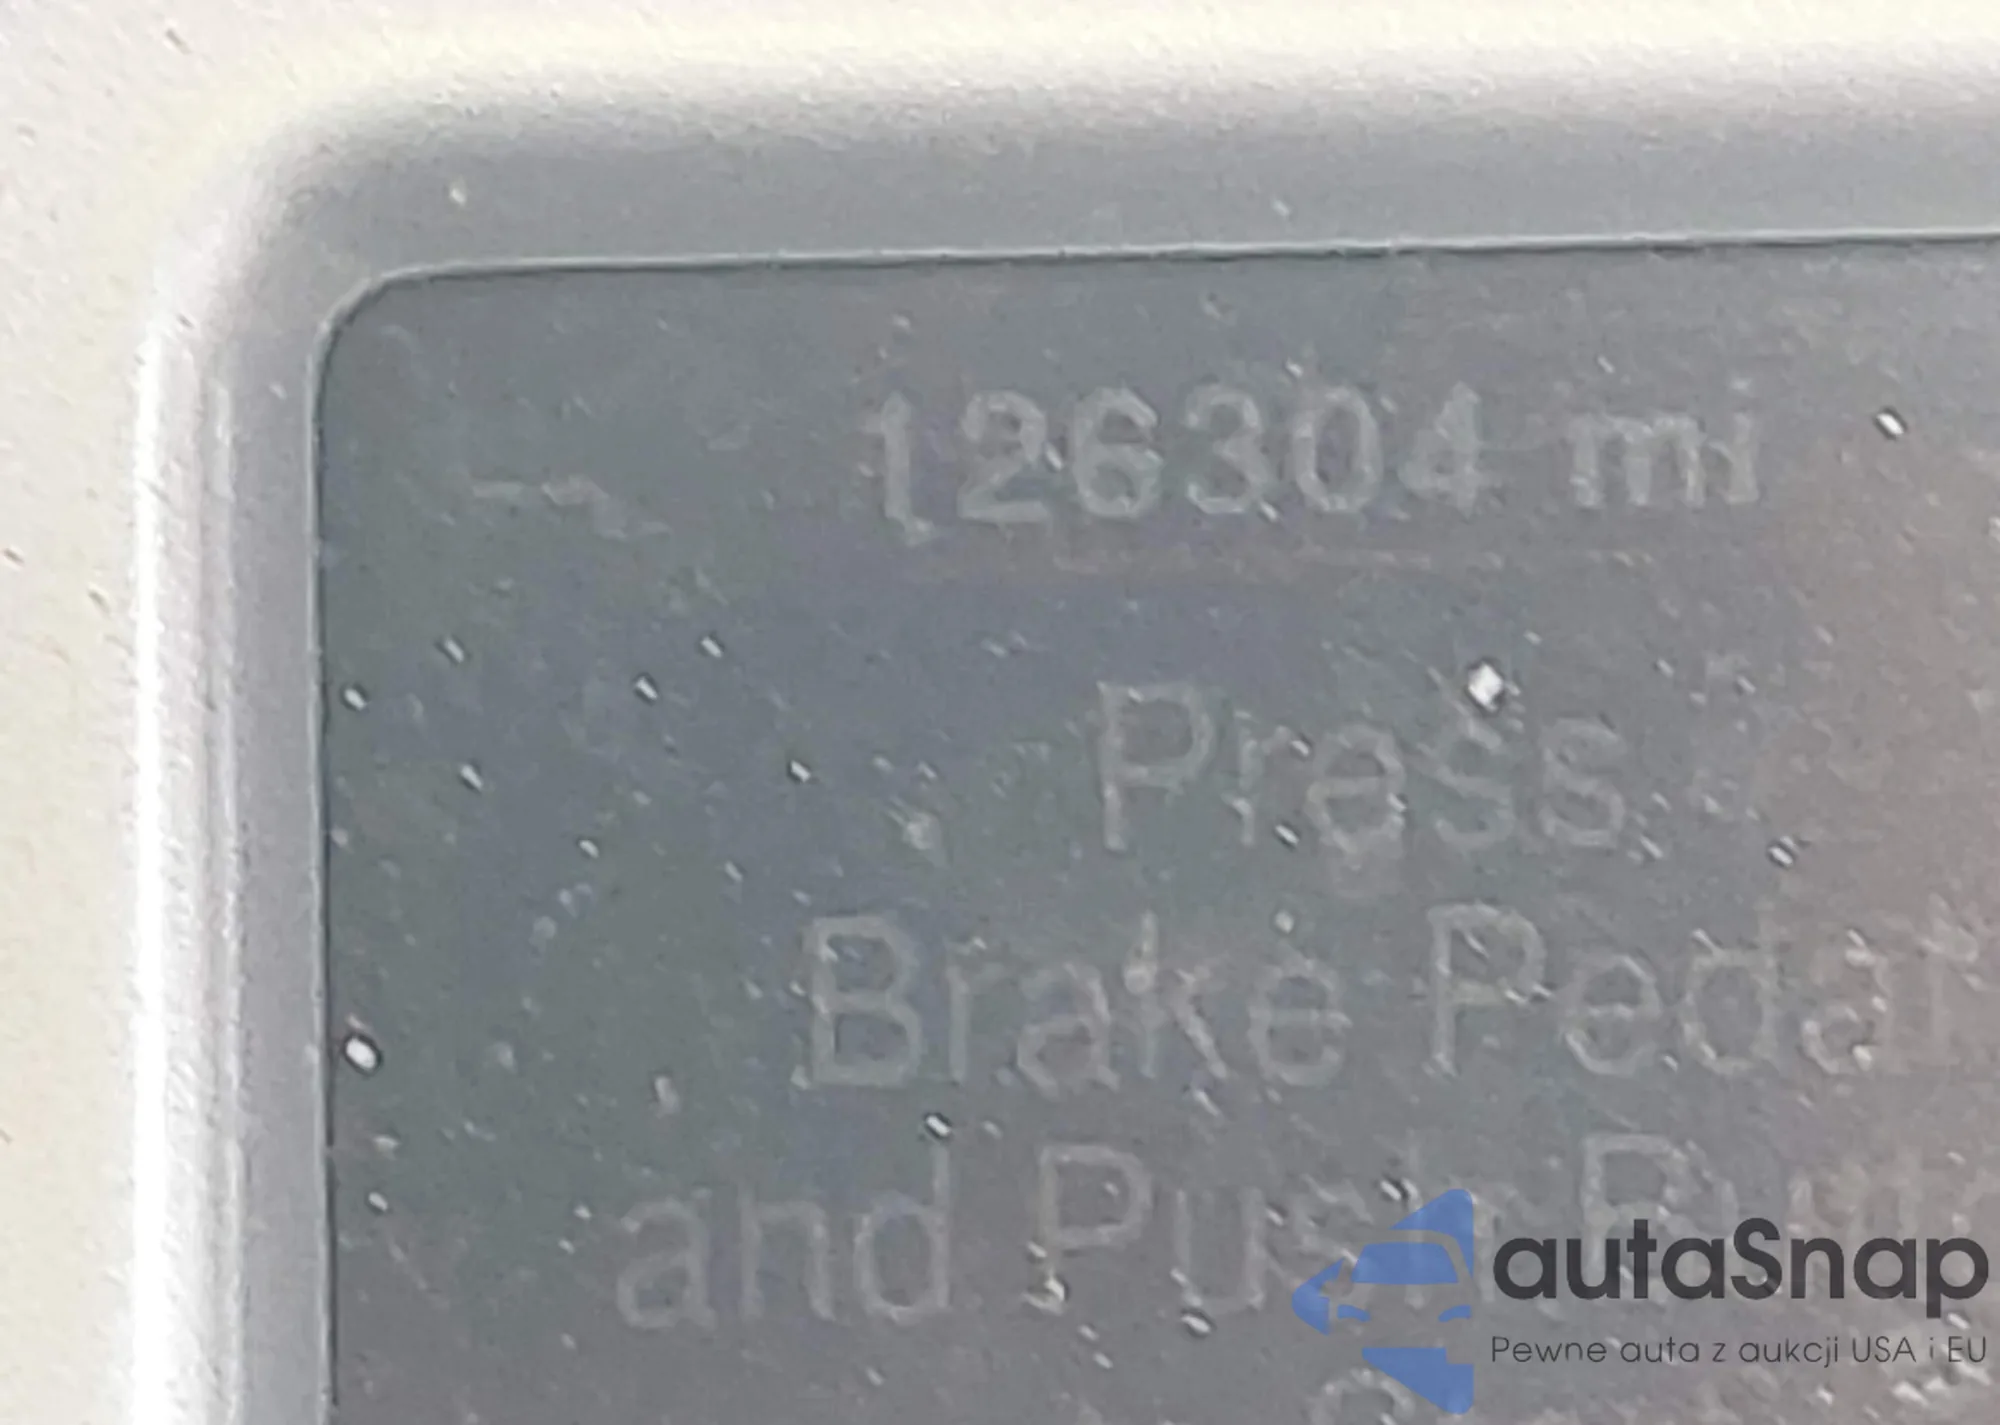 126304 mi
Press
Brake Pedal
and Push
autaSnap
Pewne auta z aukcji USA i EU